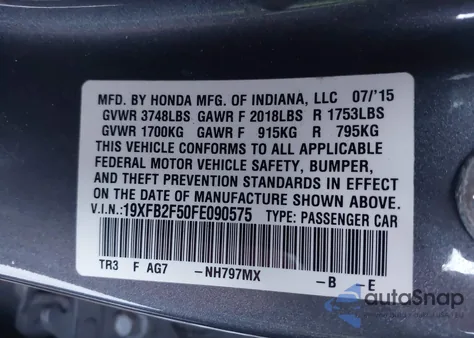 MFD. BY HONDA MFG. OF INDIANA, LLC 07/'15
GVWR 3748LBS GAWR F 2018LBS R 1753LBS
GVWR 1700KG GAWR F 915KG R 795KG
THIS VEHICLE CONFORMS TO ALL APPLICABLE
FEDERAL MOTOR VEHICLE SAFETY, BUMPER,
AND THEFT PREVENTION STANDARDS IN EFFECT
ON THE DATE OF MANUFACTURE SHOWN ABOVE.
V.I.N.:19XFB2F50FE090575 TYPE: PASSENGER CAR
TR3 F AG7 -NH797MX -B -E
autoSnap